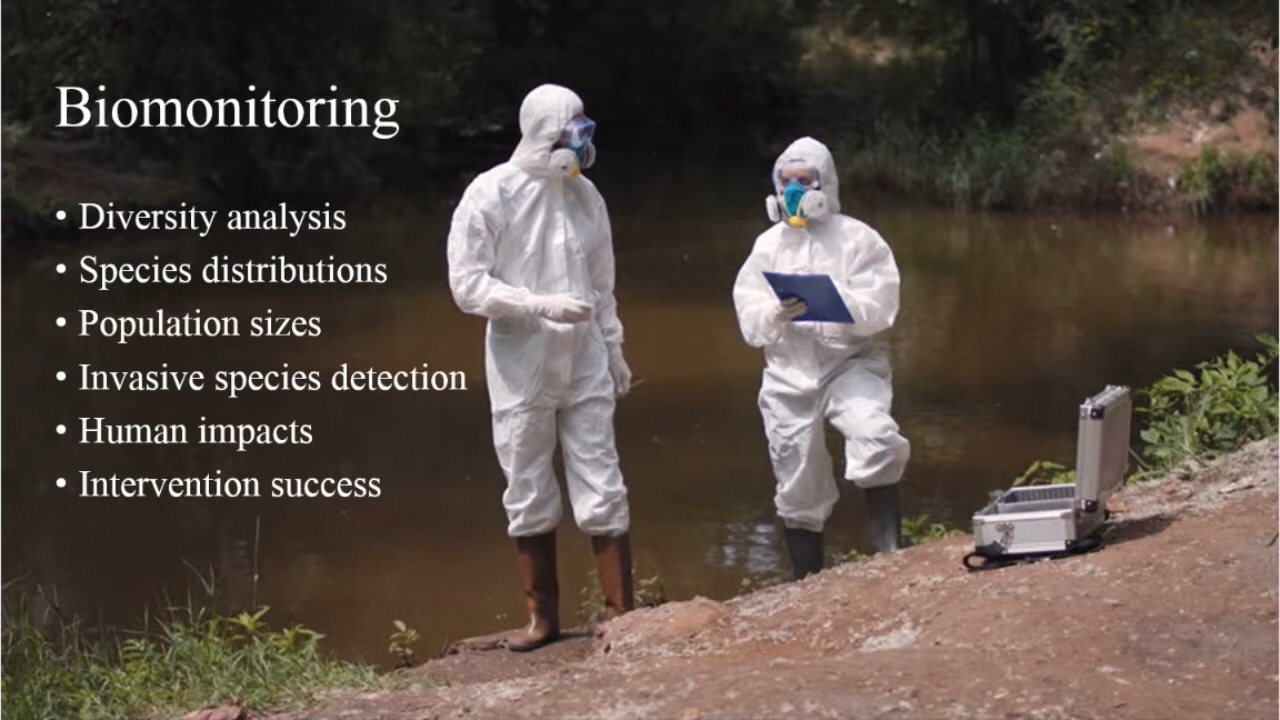 Biomonitoring
• Diversity analysis
• Species distributions
• Population sizes
• Invasive species detection
• Human impacts
• Intervention success